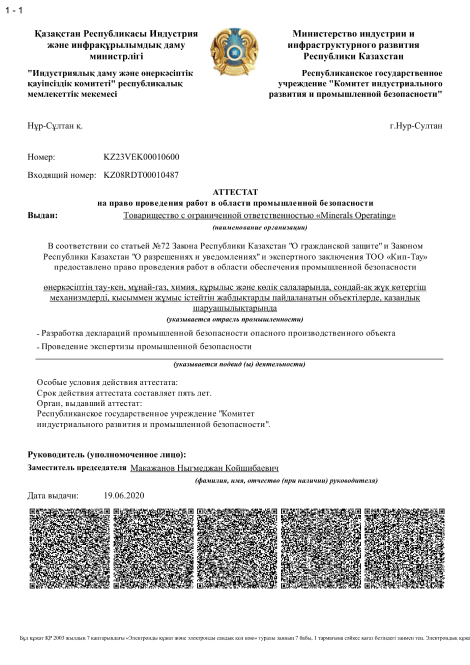 1 - 1
Қазақстан Республикасы Индустрия
және инфрақұрылымдық даму
министрлігі
"Индустриялық даму және өнеркәсіптік
қауіпсіздік комитеті" республикалық
мемлекеттік мекемесі
Министерство индустрии и
инфраструктурного развития
Республики Казахстан
Республиканское государственное
учреждение "Комитет индустриального
развития и промышленной безопасности"
Нұр-Сұлтан қ.
г.Нур-Султан
Номер: KZ23VEK00010600
Входящий номер: KZ08RDT00010487
АТТЕСТАТ
на право проведения работ в области промышленной безопасности
Выдан: Товарищество с ограниченной ответственностью «Minerals Operating»
(наименование организации)
В соответствии со статьей №72 Закона Республики Казахстан "О гражданской защите" и Законом
Республики Казахстан "О разрешениях и уведомлениях" и экспертного заключения ТОО «Кип-Тау»
предоставлено право проведения работ в области обеспечения промышленной безопасности
өнеркәсіптің тау-кен, мұнай-газ, химия, құрылыс және көлік салаларында, сондай-ақ жүк көтергіш
механизмдерді, қысыммен жұмыс істейтін жабдықтарды пайдаланатын объектілерде, қазандық
шаруашылықтарында
(указывается отрасль промышленности)
- Разработка деклараций промышленной безопасности опасного производственного объекта
- Проведение экспертизы промышленной безопасности
(указывается подвид (ы) деятельности)
Особые условия действия аттестата:
Срок действия аттестата составляет пять лет.
Орган, выдавший аттестат:
Республиканское государственное учреждение "Комитет
индустриального развития и промышленной безопасности".
Руководитель (уполномоченное лицо):
Заместитель председателя Макажанов Ныгмеджан Койшибаевич
(фамилия, имя, отчество (при наличии) руководителя)
Дата выдачи: 19.06.2020
Бұл құжат ҚР 2003 жылдың 7 қаңтарындағы «Электронды құжат және электронды сандық қол қою» туралы заңның 7 бабы, 1 тармағына сәйкес қағаз бетіндегі заңмен тең. Электрондық құжа